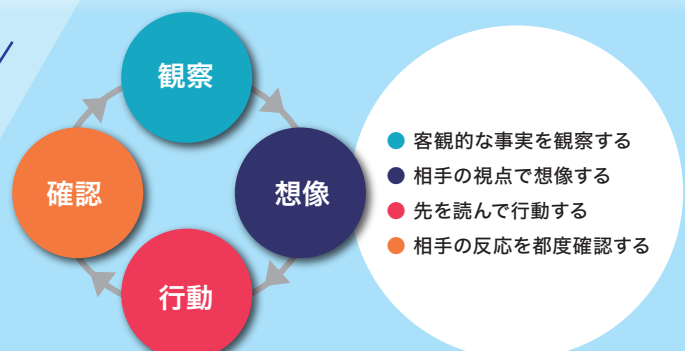 観察
想像
行動
確認
客観的な事実を観察する
相手の視点で想像する
先を読んで行動する
相手の反応を都度確認する